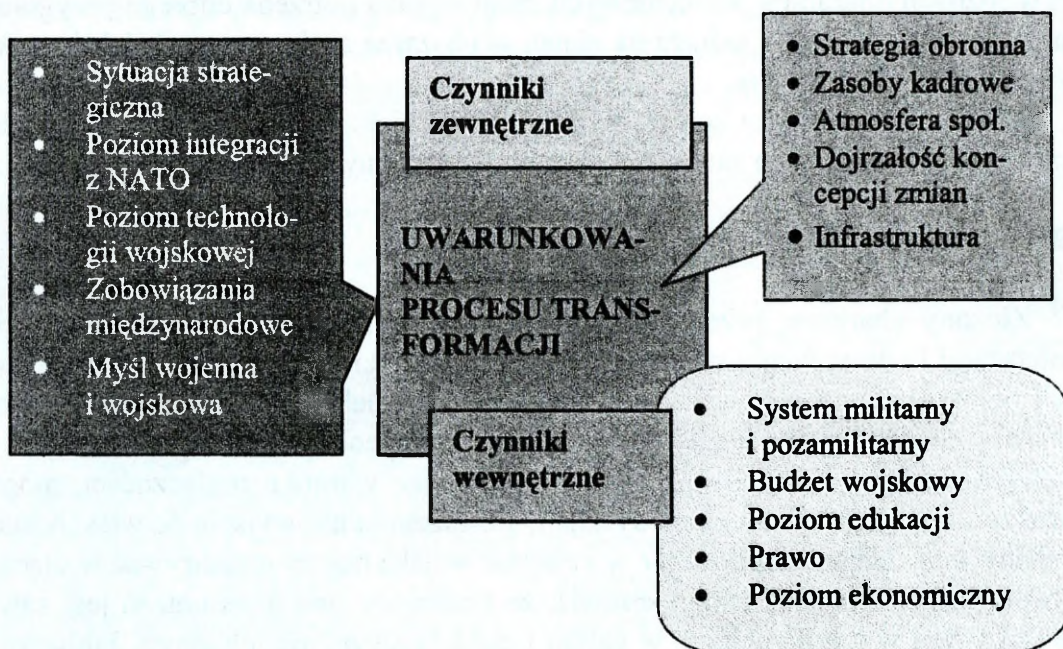 • Sytuacja strate-
giczna
• Poziom integracji
z NATO
• Poziom technolo-
gii wojskowej
• Zobowiązania
międzynarodowe
• Myśl wojenna
i wojskowa
Czynniki
zewnętrzne
UWARUNKOWA-
NIA
PROCESU TRANS-
FORMACJI
Czynniki
wewnętrzne
• Strategia obronna
• Zasoby kadrowe
• Atmosfera społ.
• Dojrzałość kon-
cepcji zmian
• Infrastruktura
• System militarny
i pozamilitarny
• Budżet wojskowy
• Poziom edukacji
• Prawo
• Poziom ekonomiczny